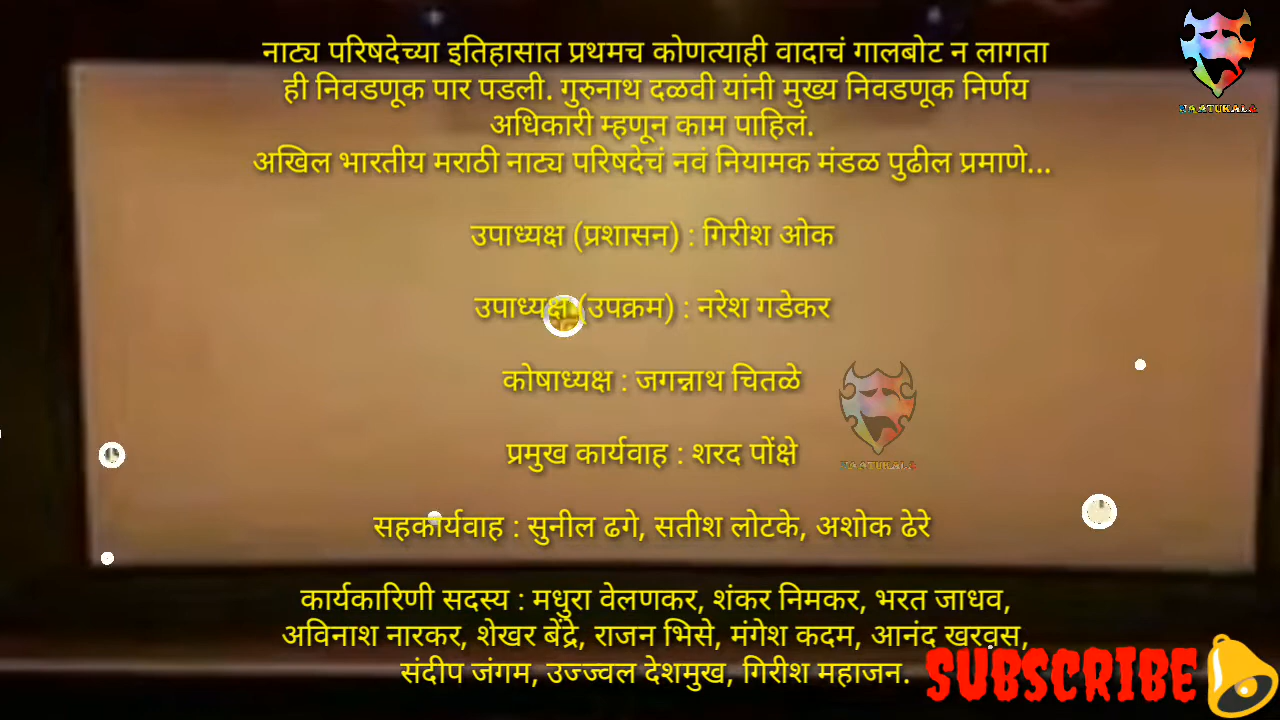 नाट्य परिषदेच्या इतिहासात प्रथमच कोणत्याही वादाचं गालबोट न लागता
ही निवडणूक पार पडली. गुरुनाथ दळवी यांनी मुख्य निवडणूक निर्णय
अधिकारी म्हणून काम पाहिलं.
अखिल भारतीय मराठी नाट्य परिषदेचं नवं नियामक मंडळ पुढील प्रमाणे...
उपाध्यक्ष (प्रशासन) : गिरीश ओक
उपाध्यक्ष (उपक्रम) : नरेश गडेकर
कोषाध्यक्ष : जगन्नाथ चितळे
प्रमुख कार्यवाह : शरद पोंक्षे
सहकार्यवाह : सुनील ढगे, सतीश लोटके, अशोक ढेरे
कार्यकारिणी सदस्य : मधुरा वेलणकर, शंकर निमकर, भरत जाधव,
अविनाश नारकर, शेखर बेंद्रे, राजन भिसे, मंगेश कदम, आनंद खरवस,
संदीप जंगम, उज्ज्वल देशमुख, गिरीश महाजन.
SUBSCRIBE
NAATUKALA
NAATUKALA